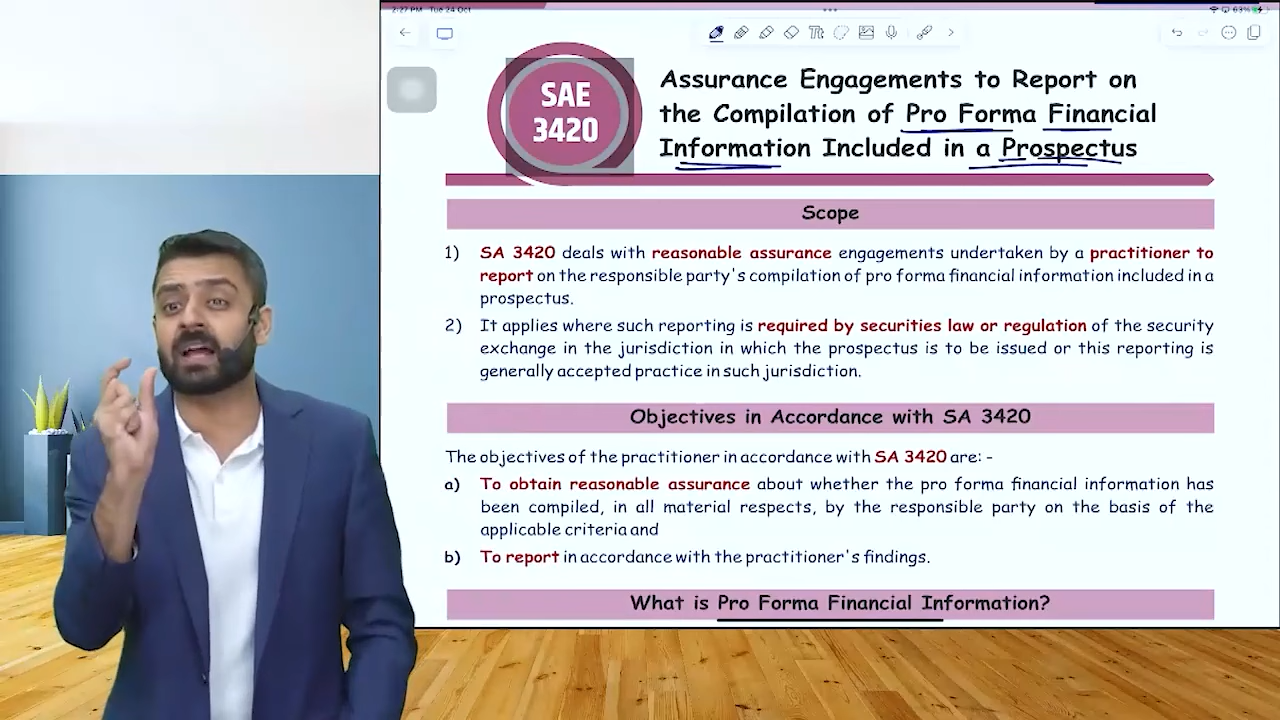 2:27 PM Tue 24 Oct
63%
SAE
3420
Assurance Engagements to Report on
the Compilation of Pro Forma Financial
Information Included in a Prospectus
Scope
1) SA 3420 deals with reasonable assurance engagements undertaken by a practitioner to
report on the responsible party's compilation of pro forma financial information included in a
prospectus.
2) It applies where such reporting is required by securities law or regulation of the security
exchange in the jurisdiction in which the prospectus is to be issued or this reporting is
generally accepted practice in such jurisdiction.
Objectives in Accordance with SA 3420
The objectives of the practitioner in accordance with SA 3420 are: -
a) To obtain reasonable assurance about whether the pro forma financial information has
been compiled, in all material respects, by the responsible party on the basis of the
applicable criteria and
b) To report in accordance with the practitioner's findings.
What is Pro Forma Financial Information?